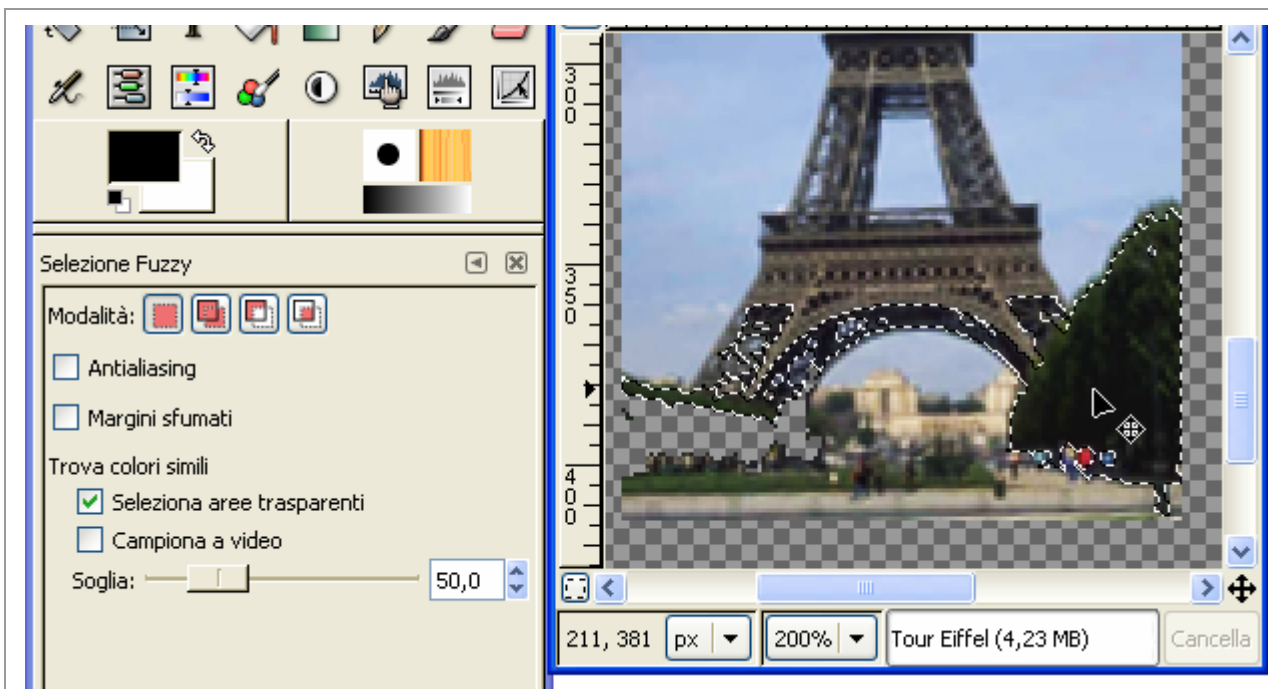 Selezione Fuzzy
Modalità:
Antialiasing
Margini sfumati
Trova colori simili
Seleziona aree trasparenti
Campiona a video
Soglia: 50,0
300
350
400
211, 381 px 200% Tour Eiffel (4,23 MB) Cancella